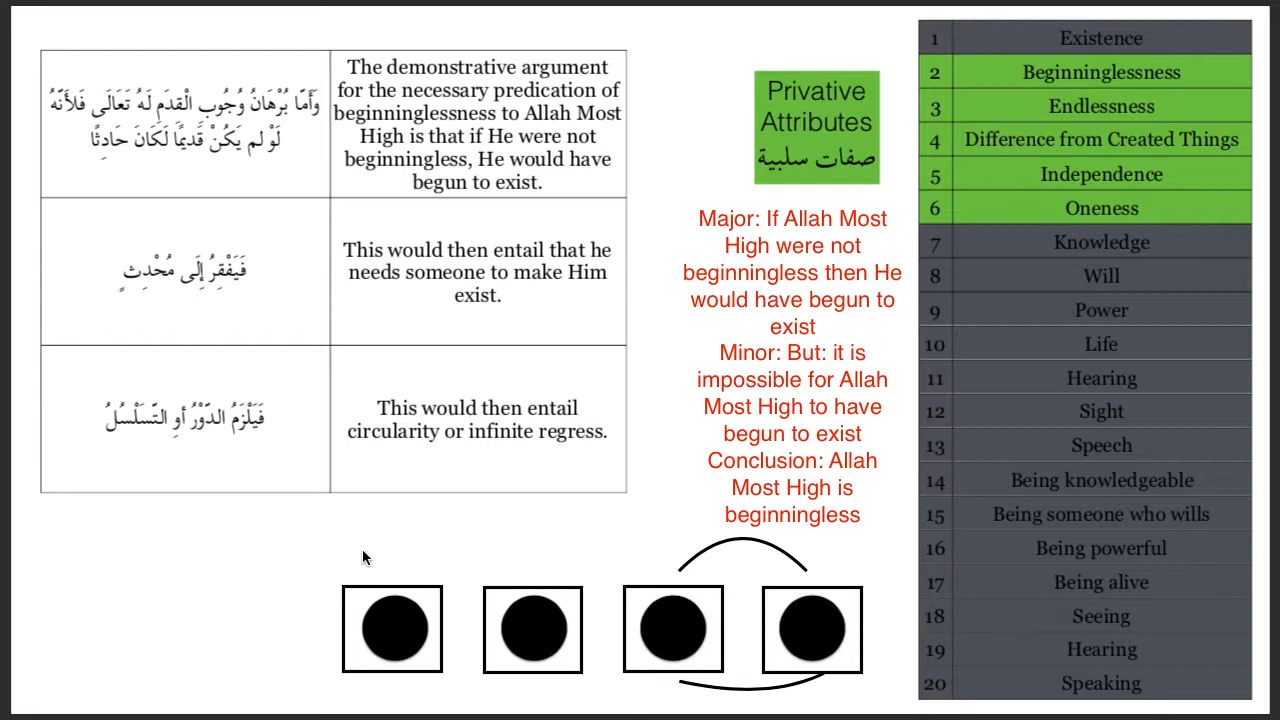 وَأَمَّا بُرْهَانُ وُجُوبِ الْقِدَمِ لَهُ تَعَالَى فَلأَنَّهُ
لَوْ لم يَكُنْ قَدِيمًا لَكَانَ حَادِثًا
The demonstrative argument
for the necessary predication of
beginninglessness to Allah Most
High is that if He were not
beginningless, He would have
begun to exist.
فَيَفْقِرُ إِلَى مُحْدِثٍ
This would then entail that he
needs someone to make Him
exist.
فَيَلْزَمُ الدَّوْرُ أوِ التَّسَلْسُلُ
This would then entail
circularity or infinite regress.
Privative
Attributes
صفات سلبية
Major: If Allah Most
High were not
beginningless then He
would have begun to
exist
Minor: But: it is
impossible for Allah
Most High to have
begun to exist
Conclusion: Allah
Most High is
beginningless
1 Existence
2 Beginninglessness
3 Endlessness
4 Difference from Created Things
5 Independence
6 Oneness
7 Knowledge
8 Will
9 Power
10 Life
11 Hearing
12 Sight
13 Speech
14 Being knowledgeable
15 Being someone who wills
16 Being powerful
17 Being alive
18 Seeing
19 Hearing
20 Speaking